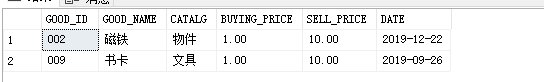 GOOD_ID GOOD_NAME CATALG BUYING_PRICE SELL_PRICE DATE
1 002 磁铁 物件 1.00 10.00 2019-12-22
2 009 书卡 文具 1.00 10.00 2019-09-26